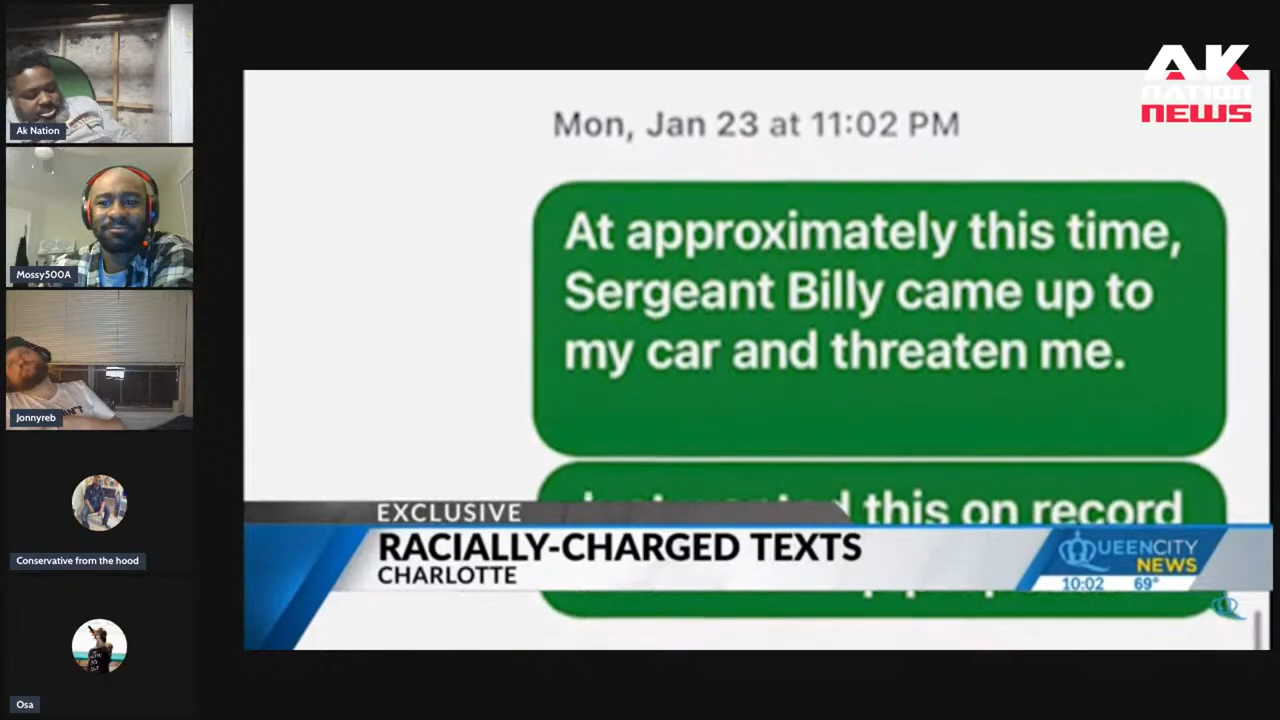 AK
NATION
NEWS
Ak Nation
Mossy500A
Jonnyreb
Conservative from the hood
Osa
Mon, Jan 23 at 11:02 PM
At approximately this time,
Sergeant Billy came up to
my car and threaten me.
this on record
EXCLUSIVE
RACIALLY-CHARGED TEXTS
CHARLOTTE
QUEEN CITY
NEWS
10:02 69°